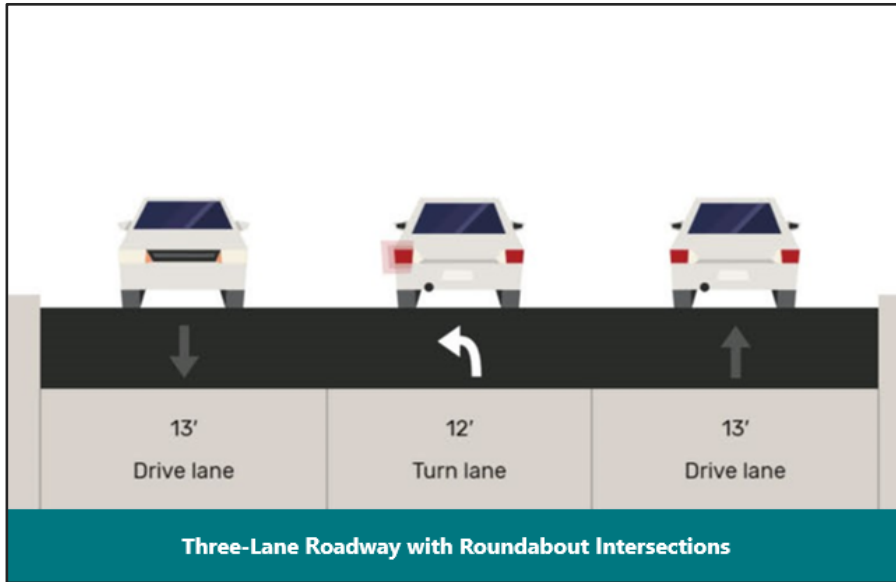 13′
Drive lane
12′
Turn lane
13′
Drive lane
Three-Lane Roadway with Roundabout Intersections